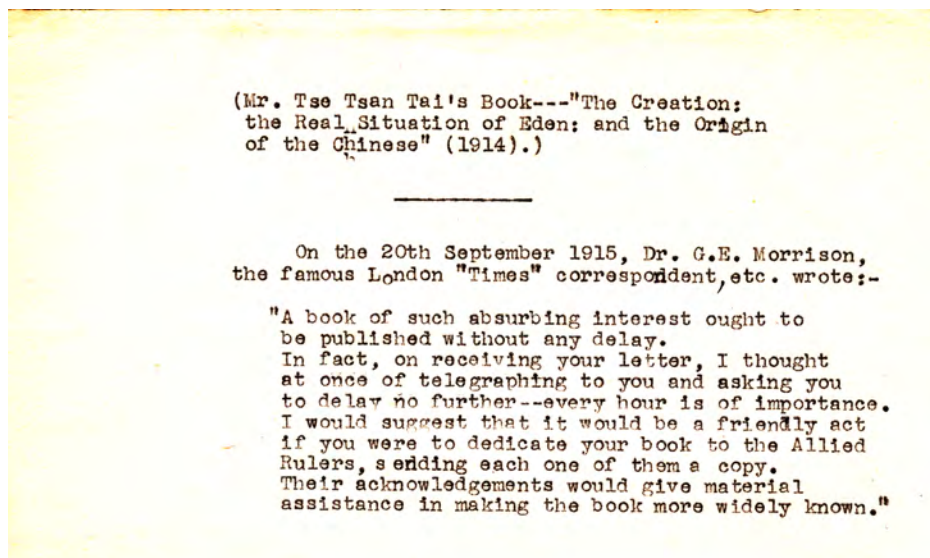 (Mr. Tse Tsan Tai's Book---"The Creation;
the Real Situation of Eden; and the Origin
of the Chinese" (1914).)
On the 20th September 1915, Dr. G.E. Morrison,
the famous London "Times" correspondent, etc. wrote:-
"A book of such absurbing interest ought to
be published without any delay.
In fact, on receiving your letter, I thought
at once of telegraphing to you and asking you
to delay no further--every hour is of importance.
I would suggest that it would be a friendly act
if you were to dedicate your book to the Allied
Rulers, sending each one of them a copy.
Their acknowledgements would give material
assistance in making the book more widely known."